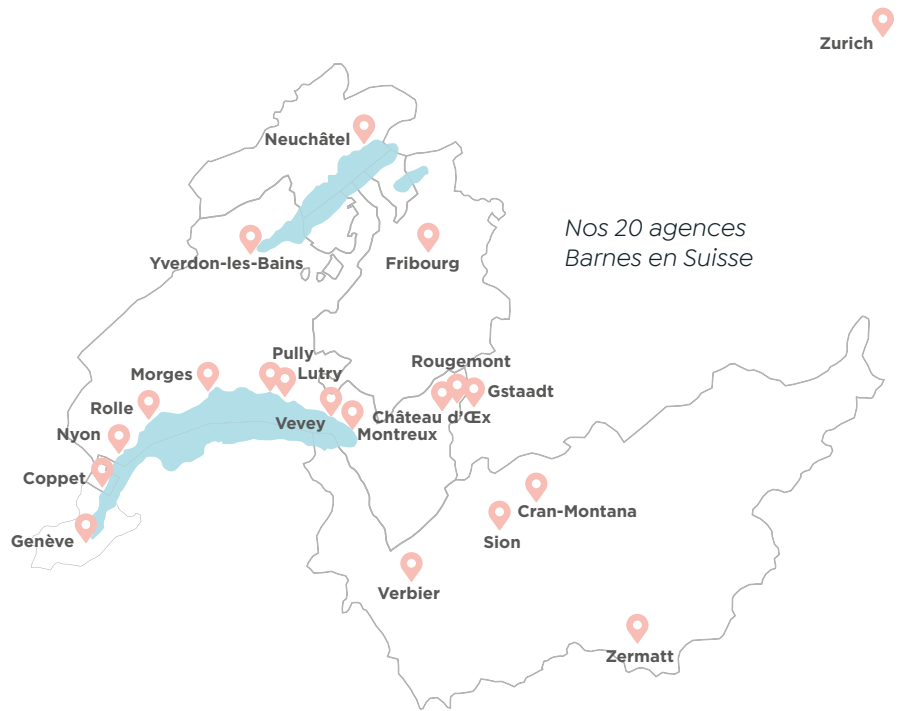 Zurich
Neuchâtel
Nos 20 agences
Barnes en Suisse
Yverdon-les-Bains
Fribourg
Pully
Rougemont
Morges
Lutry
Gstaadt
Rolle
Château d'Œx
Vevey
Nyon
Montreux
Coppet
Cran-Montana
Genève
Sion
Verbier
Zermatt